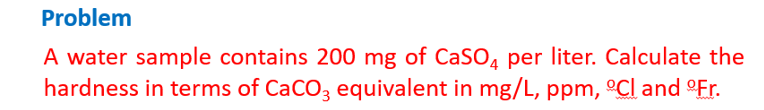 Problem
A water sample contains 200 mg of CaSO₄ per liter. Calculate the
hardness in terms of CaCO₃ equivalent in mg/L, ppm, ºCl and ºFr.